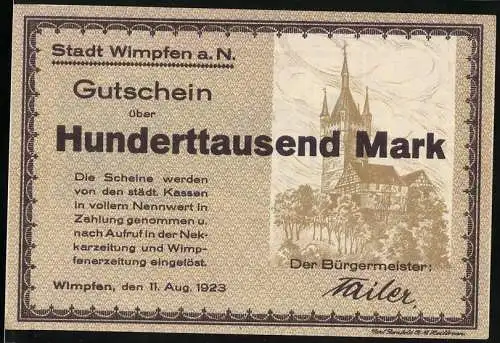 Stadt Wimpfen a. N.
Gutschein
über
Hunderttausend Mark
Die Scheine werden
von den städt. Kassen
in vollem Nennwert in
Zahlung genommen u.
nach Aufruf in der Nek-
karzeitung und Wimp-
fenerzeitung eingelöst.
Der Bürgermeister:
Wimpfen, den 11. Aug. 1923
Tailer.